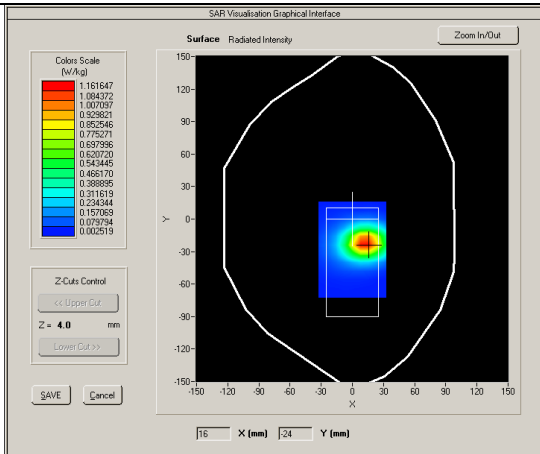 SAR Visualisation Graphical Interface
Surface Radiated Intensity
Zoom In/Out
Colors Scale
(W/kg)
1.161647
1.084372
1.007097
0.929821
0.852546
0.775271
0.697996
0.620720
0.543445
0.466170
0.388895
0.311619
0.234344
0.157069
0.079794
0.002519
Z-Cuts Control
<< Upper Cut
Z = 4.0 mm
Lower Cut >>
SAVE
Cancel
150
120
90
60
30
0
-30
-60
-90
-120
-150
Y
-150 -120 -90 -60 -30 0 30 60 90 120 150
X
16 X (mm) -24 Y (mm)